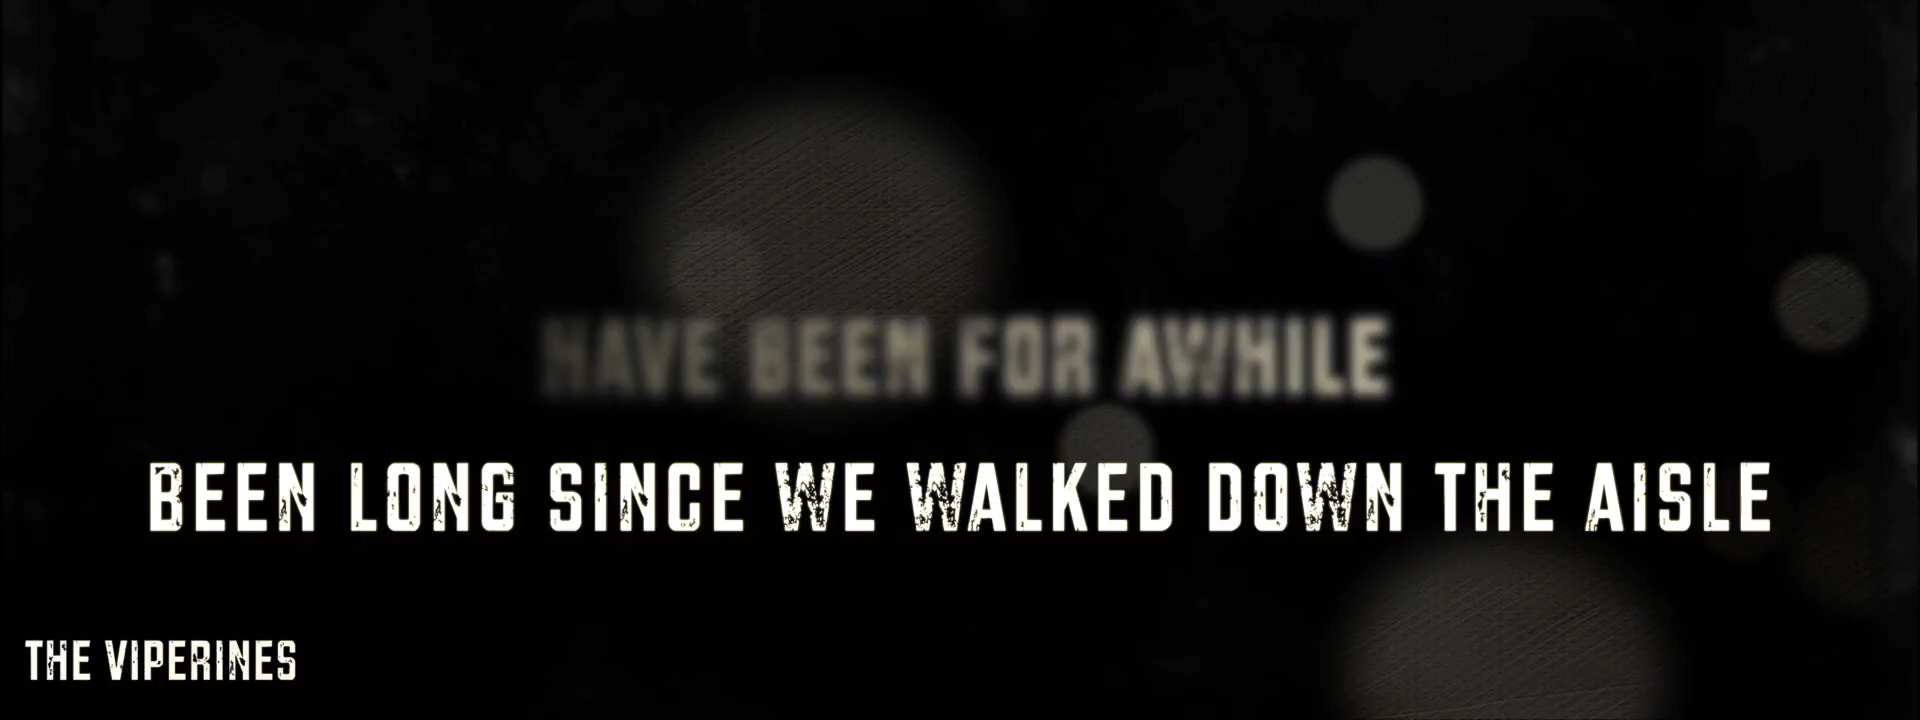 HAVE BEEN FOR AWHILE
BEEN LONG SINCE WE WALKED DOWN THE AISLE
THE VIPERINES